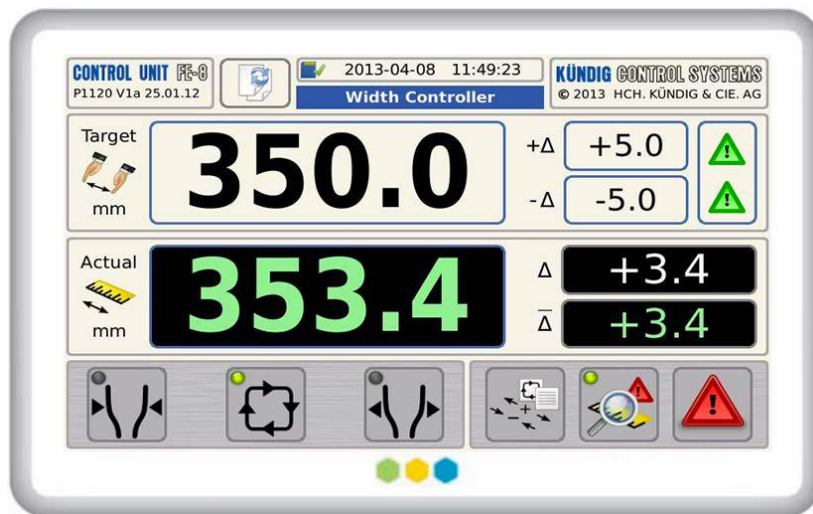 CONTROL UNIT FE-8
P1120 V1a 25.01.12
2013-04-08 11:49:23
Width Controller
KÜNDIG CONTROL SYSTEMS
© 2013 HCH. KÜNDIG & CIE. AG
Target
mm
350.0
+Δ +5.0
-Δ -5.0
Actual
mm
353.4
Δ +3.4
Δ̅ +3.4